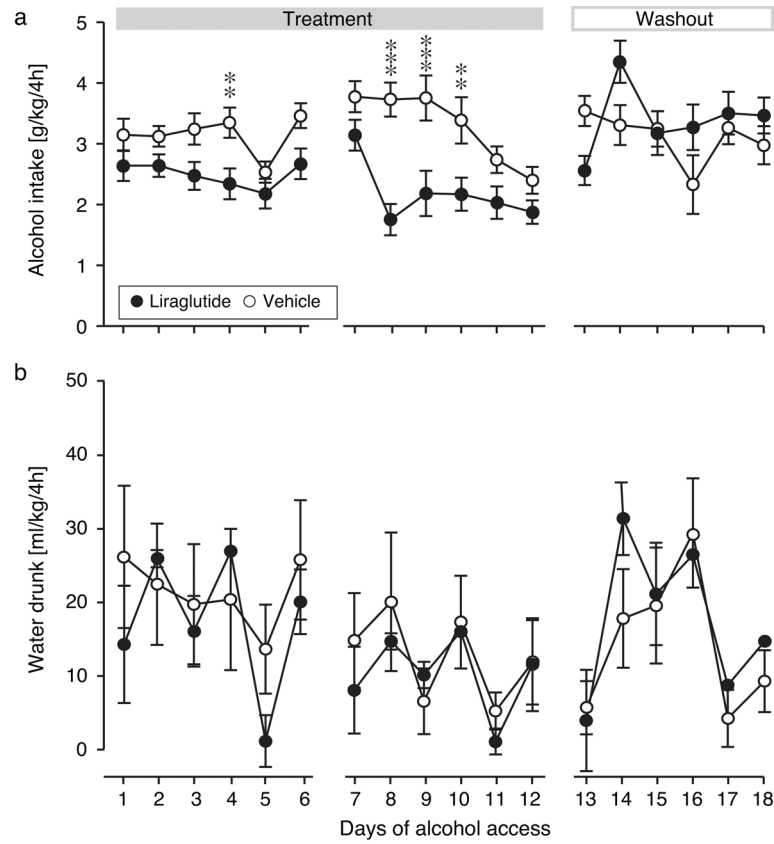 a
Treatment
Washout
5
4
3
2
1
0
Alcohol intake [g/kg/4h]
**
***
***
**
Liraglutide
Vehicle
b
50
40
30
20
10
0
Water drunk [ml/kg/4h]
1 2 3 4 5 6 7 8 9 10 11 12 13 14 15 16 17 18
Days of alcohol access